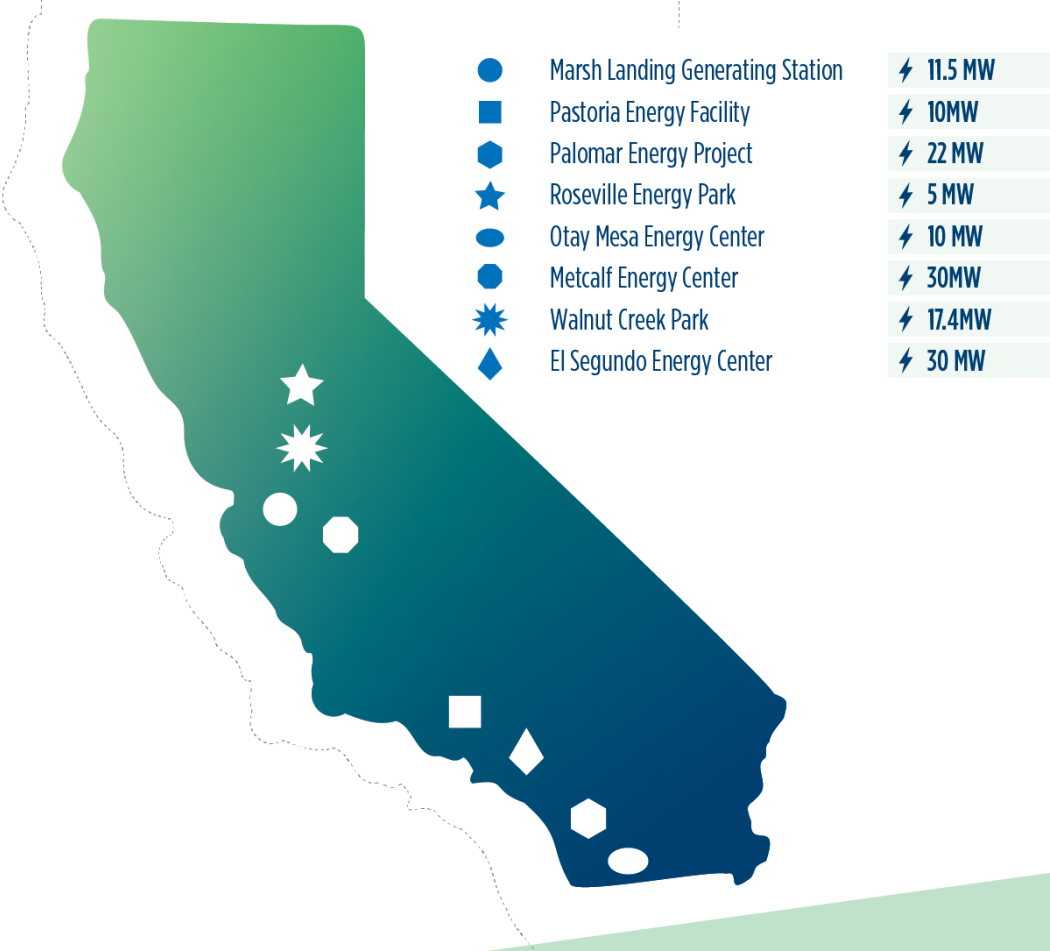 Marsh Landing Generating Station 11.5 MW
Pastoria Energy Facility 10MW
Palomar Energy Project 22 MW
Roseville Energy Park 5 MW
Otay Mesa Energy Center 10 MW
Metcalf Energy Center 30MW
Walnut Creek Park 17.4MW
El Segundo Energy Center 30 MW